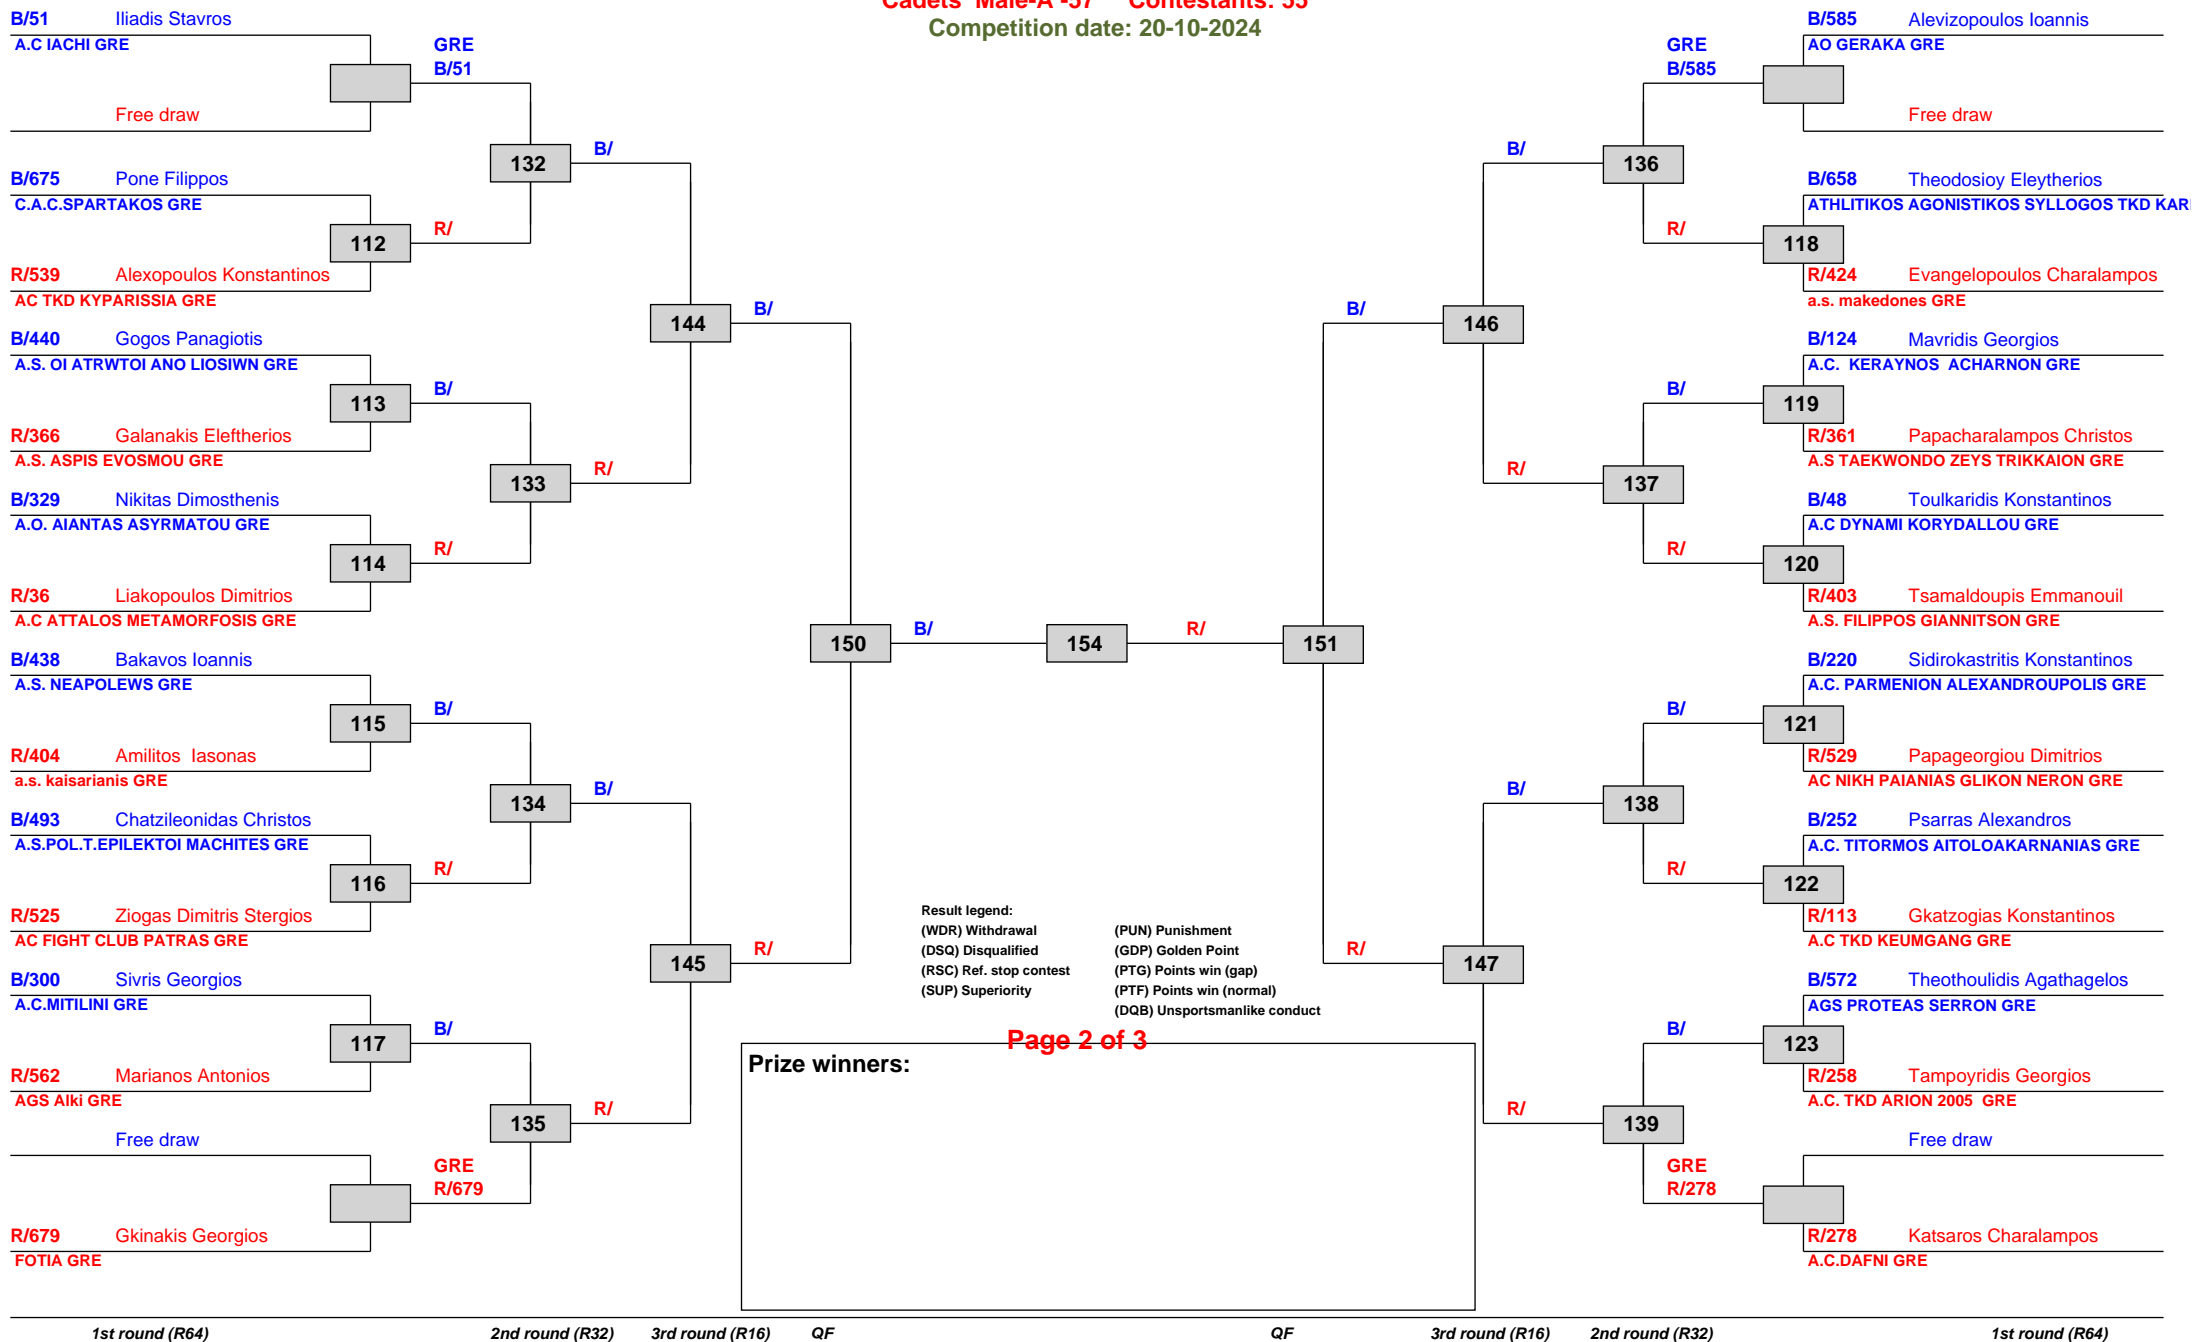 Cadets Male-A -57 Contestants: 55
Competition date: 20-10-2024
B/51 Iliadis Stavros
A.C IACHI GRE
GRE
B/51
Free draw
132
B/
B/675 Pone Filippos
C.A.C.SPARTAKOS GRE
112
R/
R/539 Alexopoulos Konstantinos
AC TKD KYPARISSIA GRE
144
B/
B/440 Gogos Panagiotis
A.S. OI ATRWTOI ANO LIOSIWN GRE
113
B/
R/366 Galanakis Eleftherios
A.S. ASPIS EVOSMOU GRE
133
R/
B/329 Nikitas Dimosthenis
A.O. AIANTAS ASYRMATOU GRE
114
R/
R/36 Liakopoulos Dimitrios
A.C ATTALOS METAMORFOSIS GRE
150
B/
154
R/
151
B/438 Bakavos Ioannis
A.S. NEAPOLEWS GRE
115
B/
R/404 Amilitos Iasonas
a.s. kaisarianis GRE
134
B/
B/493 Chatzileonidas Christos
A.S.POL.T.EPILEKTOI MACHITES GRE
116
R/
R/525 Ziogas Dimitris Stergios
AC FIGHT CLUB PATRAS GRE
145
R/
B/300 Sivris Georgios
A.C.MITILINI GRE
117
B/
R/562 Marianos Antonios
AGS Alki GRE
135
R/
Free draw
GRE
R/679
R/679 Gkinakis Georgios
FOTIA GRE
B/585 Alevizopoulos Ioannis
AO GERAKA GRE
GRE
B/585
Free draw
B/
136
B/658 Theodosioy Eleytherios
ATHLITIKOS AGONISTIKOS SYLLOGOS TKD KAR
R/
118
R/424 Evangelopoulos Charalampos
a.s. makedones GRE
B/
146
B/124 Mavridis Georgios
A.C. KERAYNOS ACHARNON GRE
B/
119
R/361 Papacharalampos Christos
A.S TAEKWONDO ZEYS TRIKKAION GRE
R/
137
B/48 Toulkaridis Konstantinos
A.C DYNAMI KORYDALLOU GRE
R/
120
R/403 Tsamaldoupis Emmanouil
A.S. FILIPPOS GIANNITSON GRE
B/220 Sidirokastritis Konstantinos
A.C. PARMENION ALEXANDROUPOLIS GRE
B/
121
R/529 Papageorgiou Dimitrios
AC NIKH PAIANIAS GLIKON NERON GRE
B/
138
B/252 Psarras Alexandros
A.C. TITORMOS AITOLOAKARNANIAS GRE
R/
122
R/113 Gkatzogias Konstantinos
A.C TKD KEUMGANG GRE
R/
147
B/572 Theothoulidis Agathagelos
AGS PROTEAS SERRON GRE
B/
123
R/258 Tampoyridis Georgios
A.C. TKD ARION 2005 GRE
R/
139
Free draw
GRE
R/278
R/278 Katsaros Charalampos
A.C.DAFNI GRE
Result legend:
(WDR) Withdrawal (PUN) Punishment
(DSQ) Disqualified (GDP) Golden Point
(RSC) Ref. stop contest (PTG) Points win (gap)
(SUP) Superiority (PTF) Points win (normal)
(DQB) Unsportsmanlike conduct
Page 2 of 3
Prize winners:
1st round (R64) 2nd round (R32) 3rd round (R16) QF QF 3rd round (R16) 2nd round (R32) 1st round (R64)